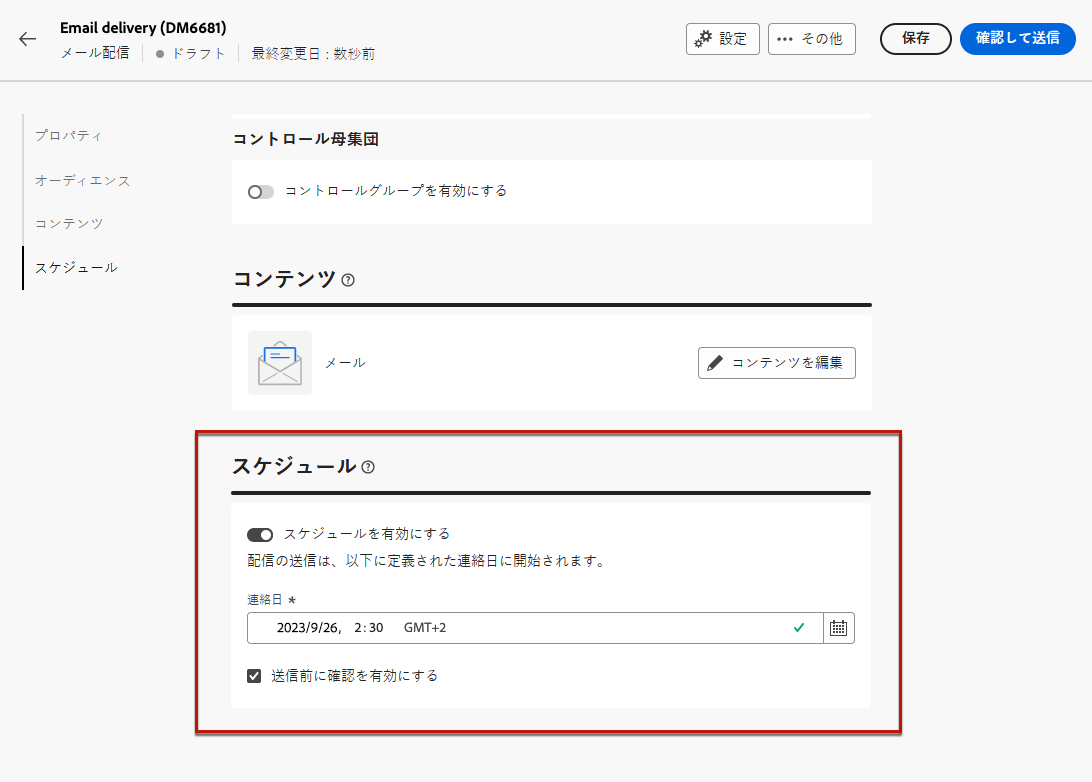 Email delivery (DM6681)
メール配信 ドラフト 最終変更日 : 数秒前
設定
その他
保存
確認して送信
プロパティ
オーディエンス
コンテンツ
スケジュール
コントロール母集団
コントロールグループを有効にする
コンテンツ
メール
コンテンツを編集
スケジュール
スケジュールを有効にする
配信の送信は、以下に定義された連絡日に開始されます。
連絡日 *
2023/9/26, 2:30 GMT+2
送信前に確認を有効にする